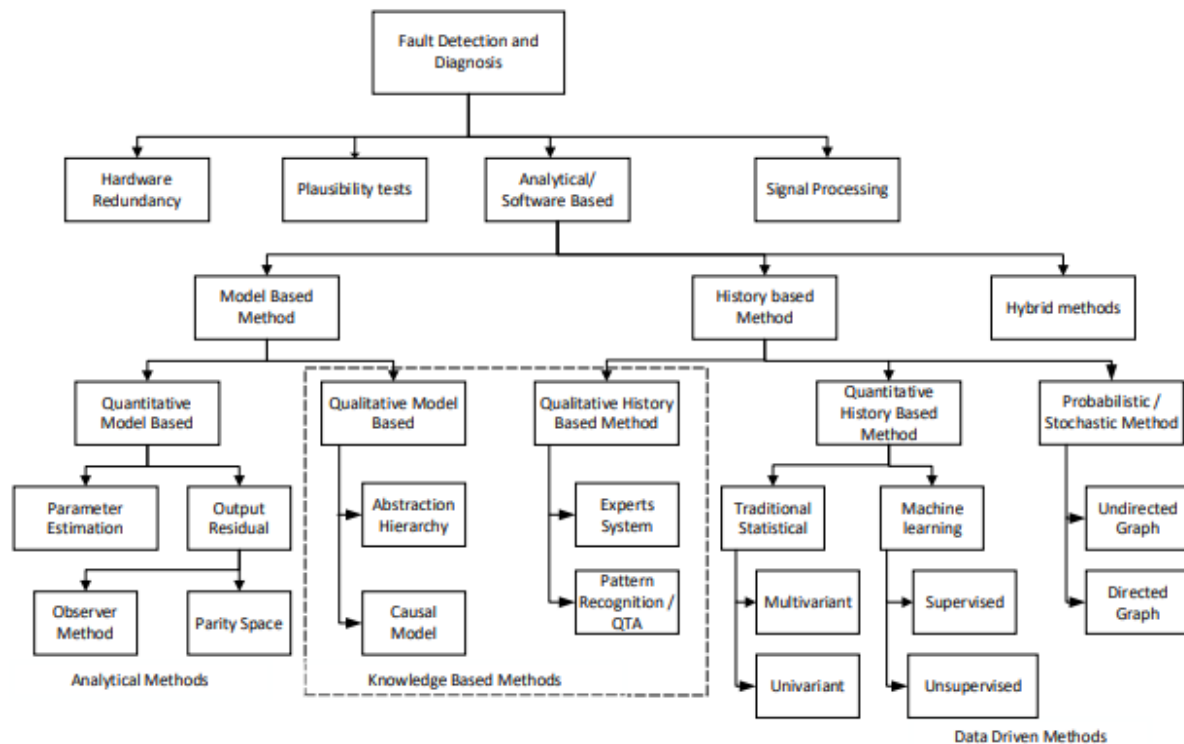 Fault Detection and
Diagnosis
Hardware
Redundancy
Plausibility tests
Analytical/
Software Based
Signal Processing
Model Based
Method
History based
Method
Hybrid methods
Quantitative
Model Based
Qualitative Model
Based
Qualitative History
Based Method
Quantitative
History Based
Method
Probabilistic /
Stochastic Method
Parameter
Estimation
Output
Residual
Abstraction
Hierarchy
Experts
System
Traditional
Statistical
Machine
learning
Undirected
Graph
Observer
Method
Parity Space
Causal
Model
Pattern
Recognition /
QTA
Multivariant
Supervised
Directed
Graph
Univariant
Unsupervised
Analytical Methods
Knowledge Based Methods
Data Driven Methods